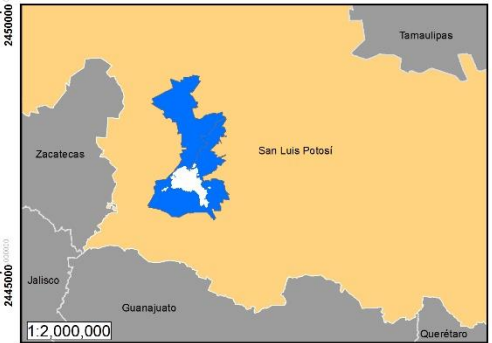 2450000
Tamaulipas
Zacatecas
San Luis Potosí
2445000
Jalisco
Guanajuato
1:2,000,000
Querétaro